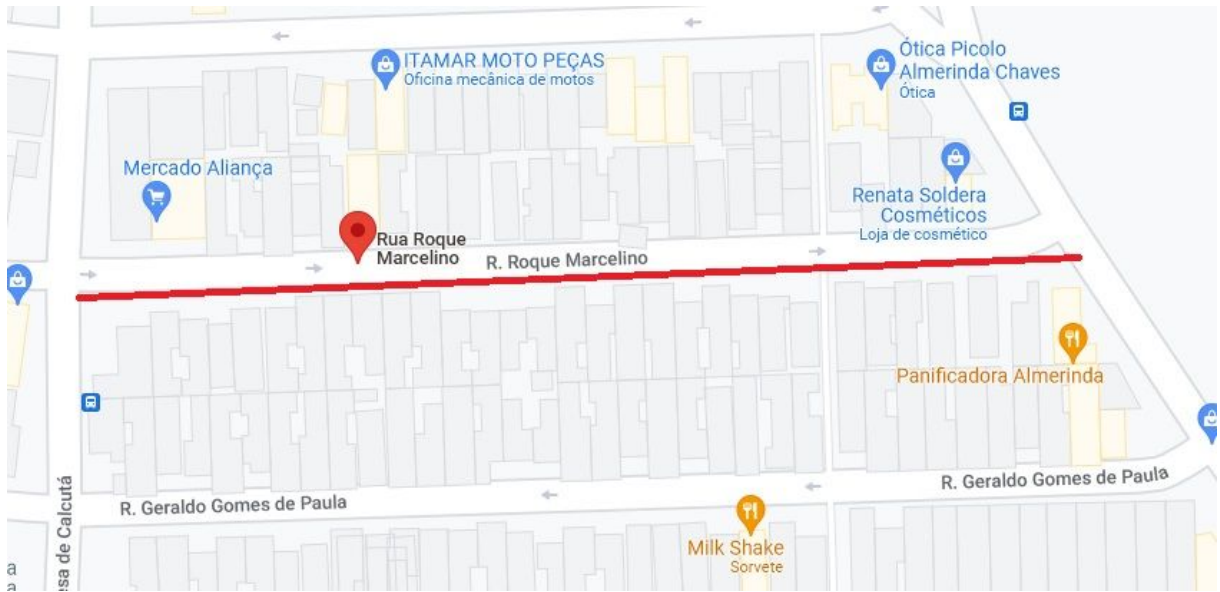 ITAMAR MOTO PEÇAS
Oficina mecânica de motos
Ótica Picolo
Almerinda Chaves
Ótica
Mercado Aliança
Renata Soldera
Cosméticos
Loja de cosmético
Rua Roque
Marcelino
R. Roque Marcelino
Panificadora Almerinda
R. Geraldo Gomes de Paula
R. Geraldo Gomes de Paula
esa de Calcutá
Milk Shake
Sorvete
a
a